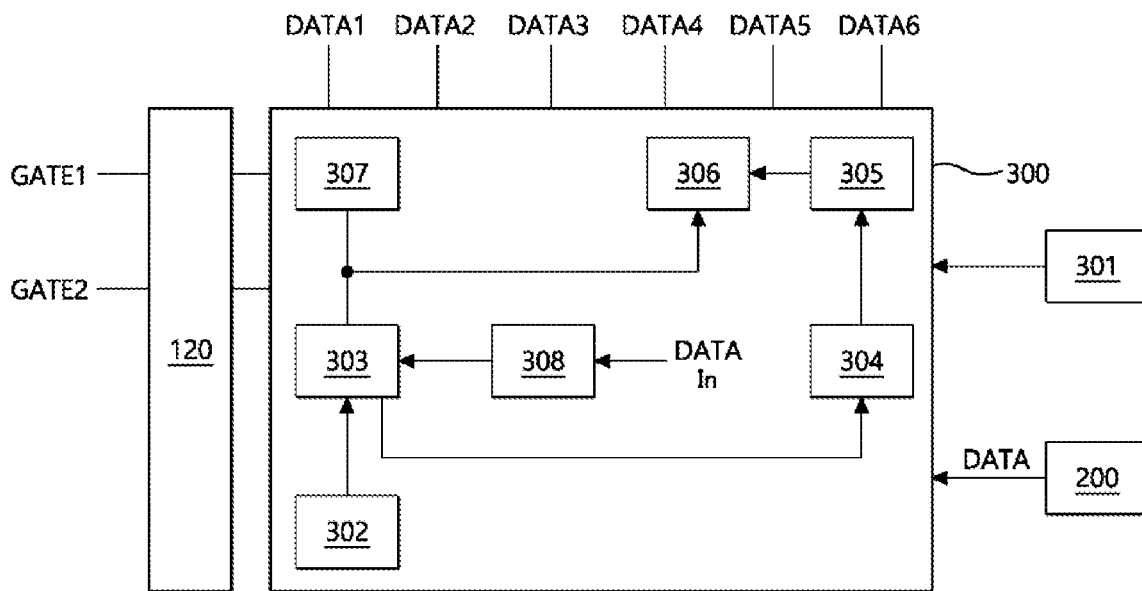 DATA1 DATA2 DATA3 DATA4 DATA5 DATA6
GATE1 307 306 305 300
301
GATE2
120 303 308 DATA In 304
DATA 200
302